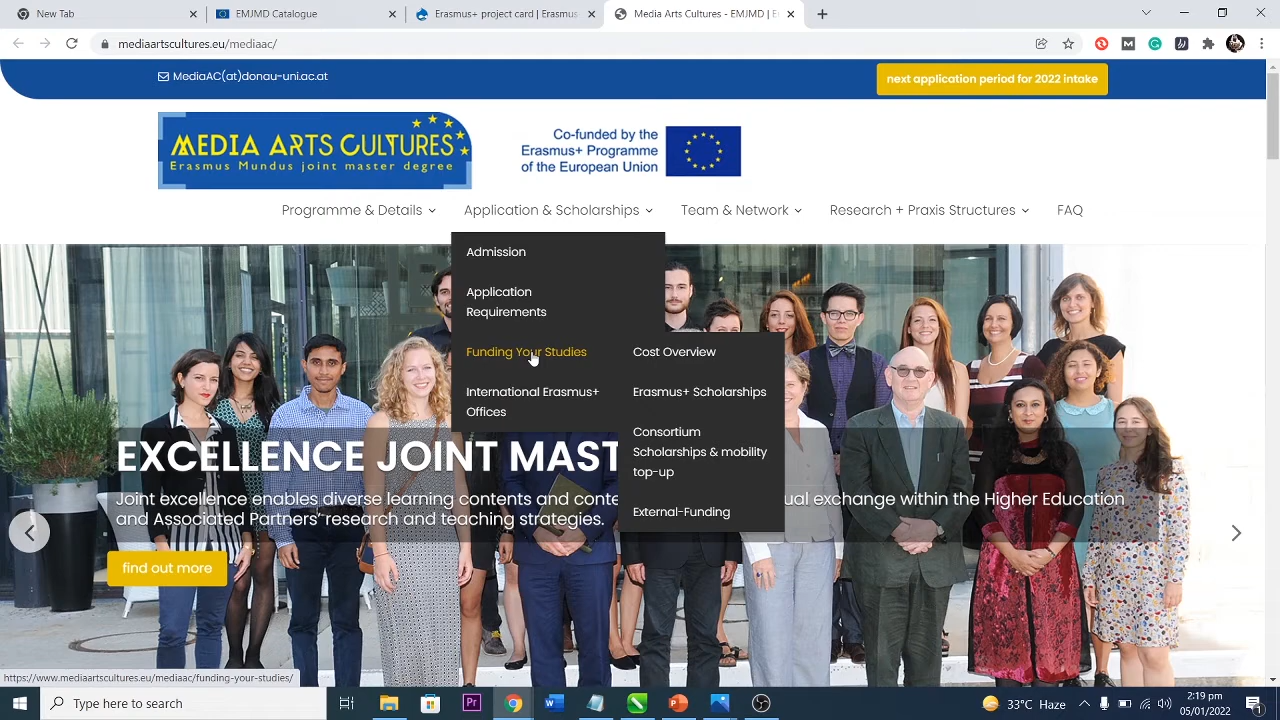 New Tab
EMJMD Catalogue
Erasmus+ project card | Erasmus
Media Arts Cultures - EMJMD | E
mediaartscultures.eu/mediaac/
MediaAC(at)donau-uni.ac.at
next application period for 2022 intake
MEDIA ARTS CULTURES
Erasmus Mundus joint master degree
Co-funded by the
Erasmus+ Programme
of the European Union
Programme & Details
Application & Scholarships
Team & Network
Research + Praxis Structures
FAQ
Admission
Application
Requirements
Funding Your Studies
International Erasmus+
Offices
Cost Overview
Erasmus+ Scholarships
Consortium
Scholarships & mobility
top-up
External-Funding
EXCELLENCE JOINT MAST
Joint excellence enables diverse learning contents and conte ual exchange within the Higher Education
and Associated Partners' research and teaching strategies.
find out more
https://www.mediaartscultures.eu/mediaac/funding-your-studies/
Type here to search
33°C Haze
2:19 pm
05/01/2022